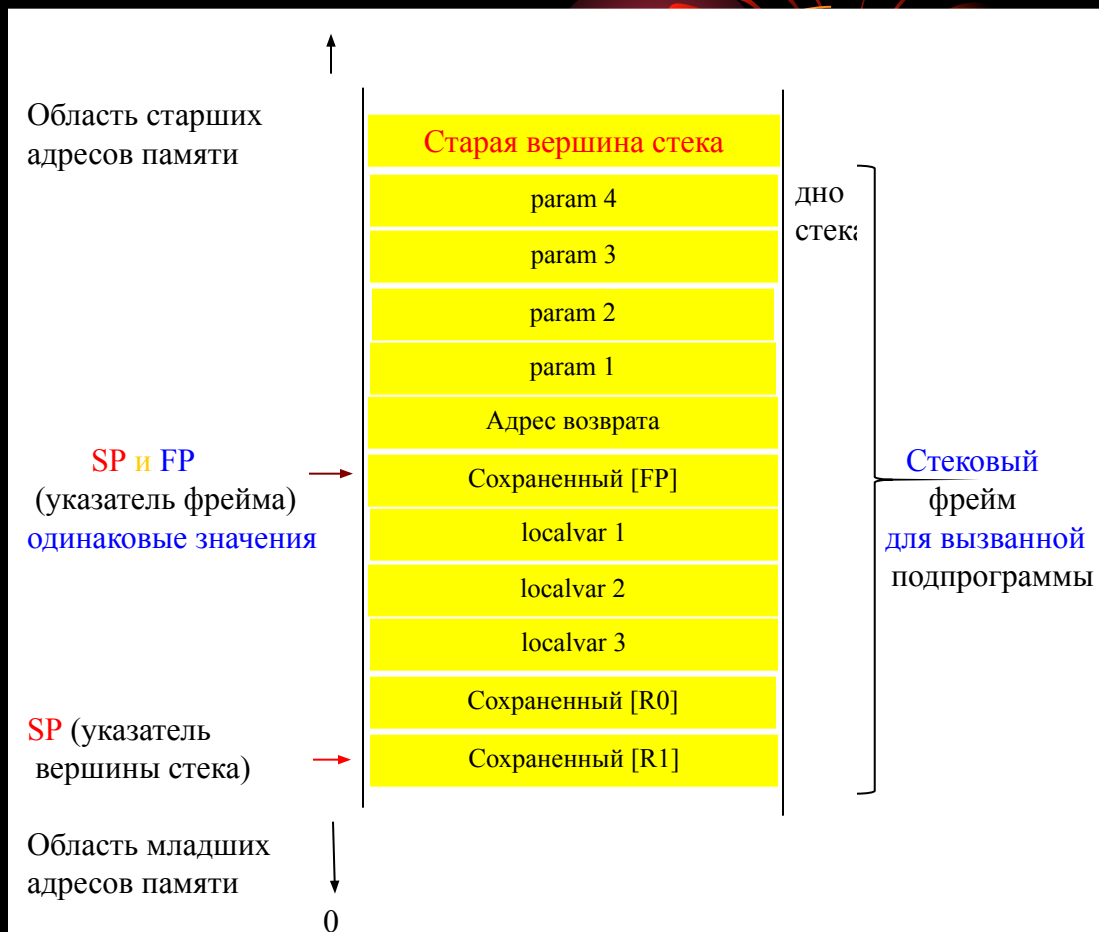 Область старших
адресов памяти
Старая вершина стека
param 4
дно
стека
param 3
param 2
param 1
Адрес возврата
SP и FP
(указатель фрейма)
одинаковые значения
Сохраненный [FP]
Стековый
фрейм
для вызванной
подпрограммы
localvar 1
localvar 2
localvar 3
Сохраненный [R0]
SP (указатель
вершины стека)
Сохраненный [R1]
Область младших
адресов памяти
0